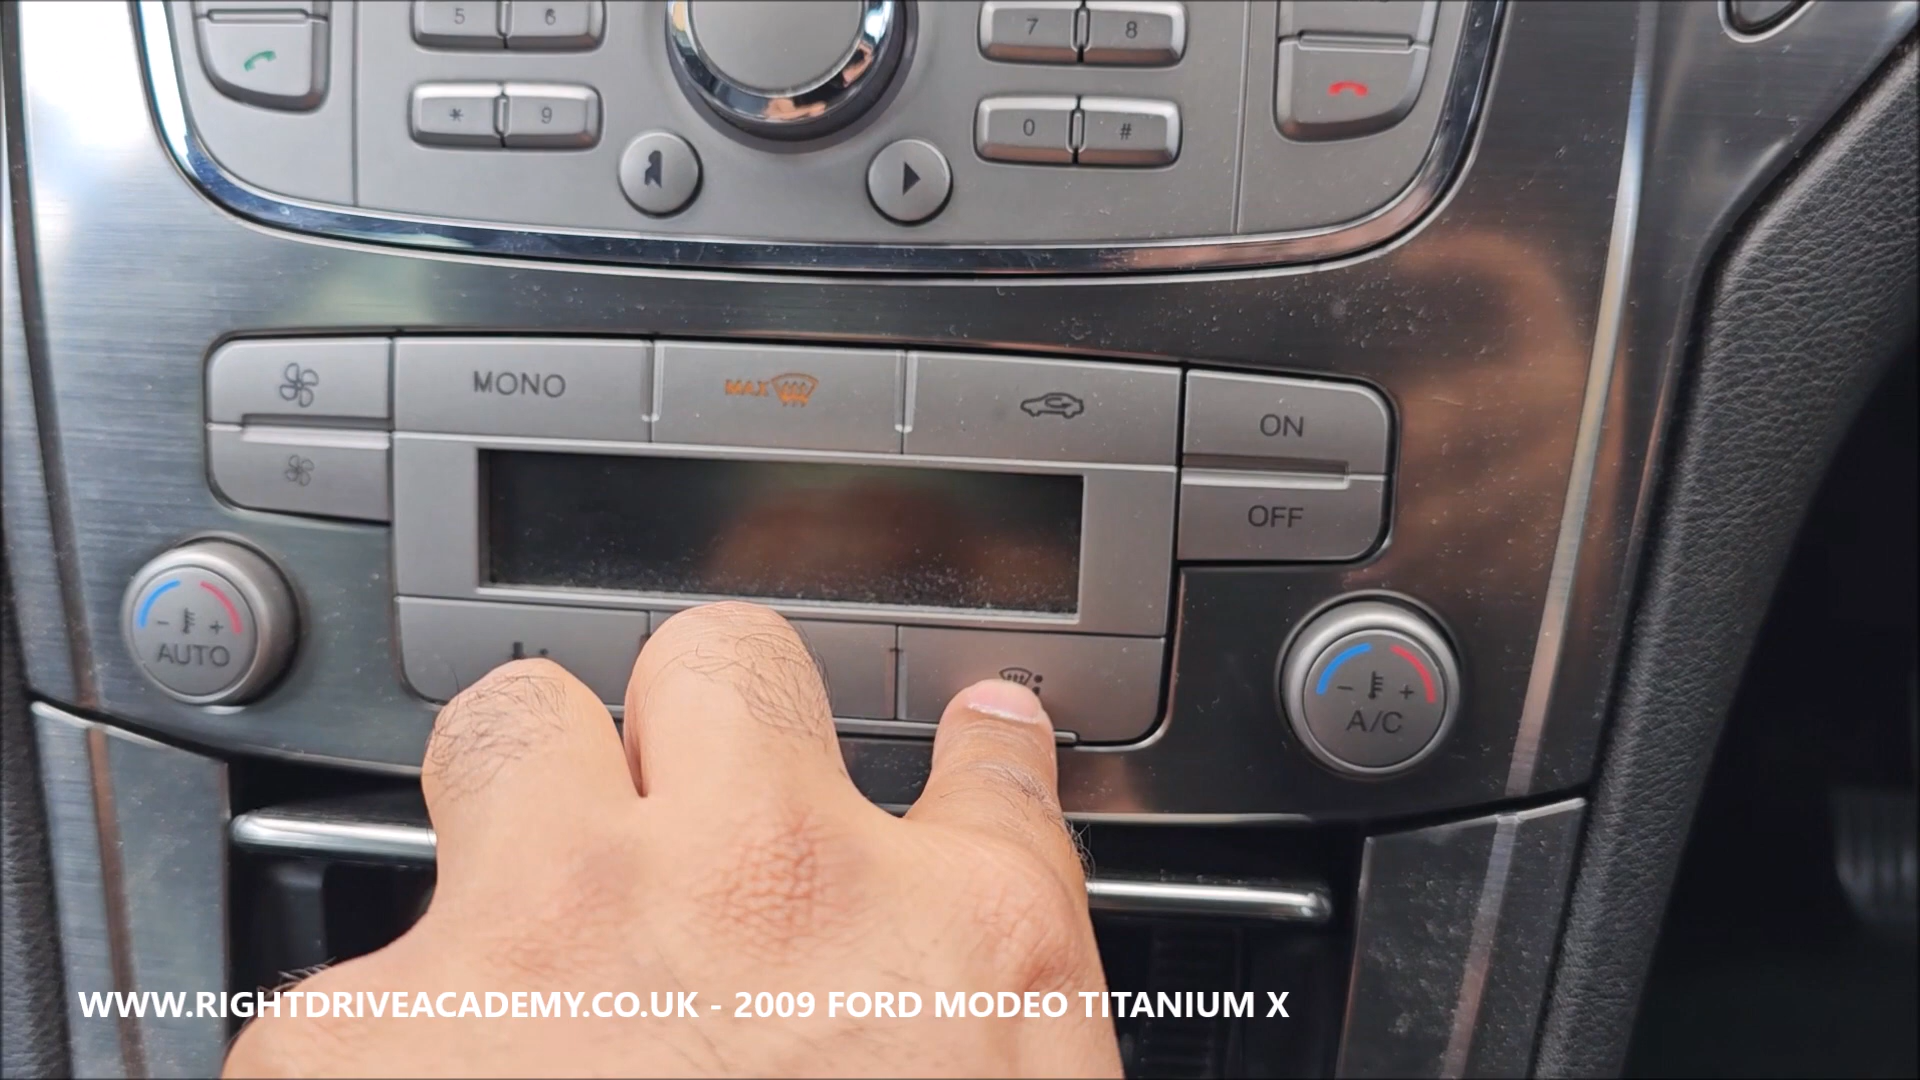 5 6
7 8
* 9
0 #
MONO
MAX
ON
OFF
- +
AUTO
- +
A/C
WWW.RIGHTDRIVEACADEMY.CO.UK - 2009 FORD MODEO TITANIUM X